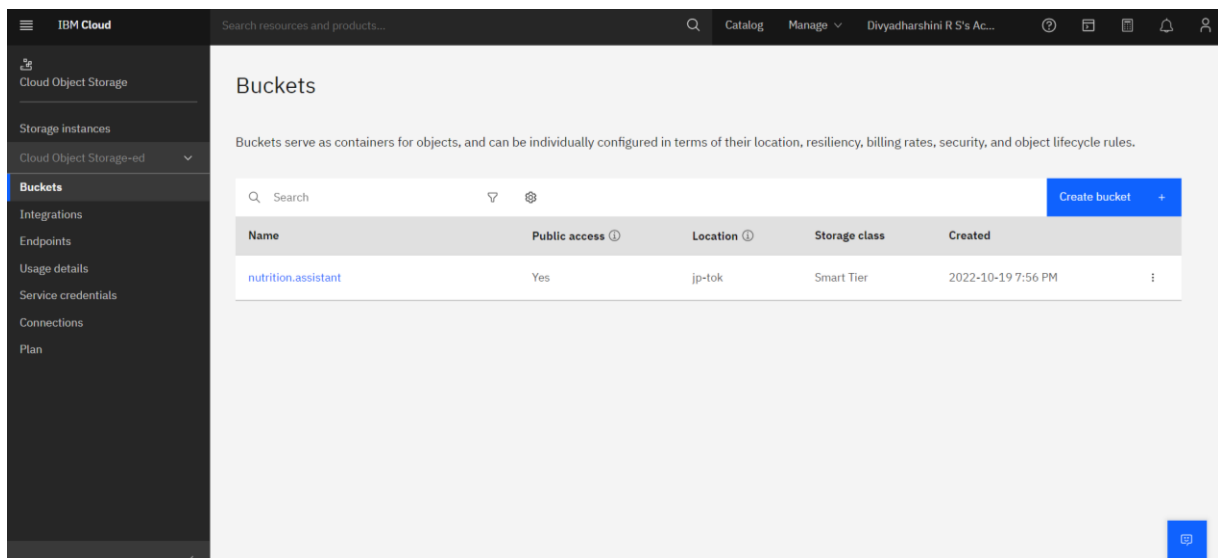 IBM Cloud
Search resources and products...
Catalog
Manage
Divyadharshini R S's Ac...
Cloud Object Storage
Storage instances
Cloud Object Storage-ed
Buckets
Integrations
Endpoints
Usage details
Service credentials
Connections
Plan
Buckets
Buckets serve as containers for objects, and can be individually configured in terms of their location, resiliency, billing rates, security, and object lifecycle rules.
Search
Create bucket +
Name Public access Location Storage class Created
nutrition.assistant Yes jp-tok Smart Tier 2022-10-19 7:56 PM